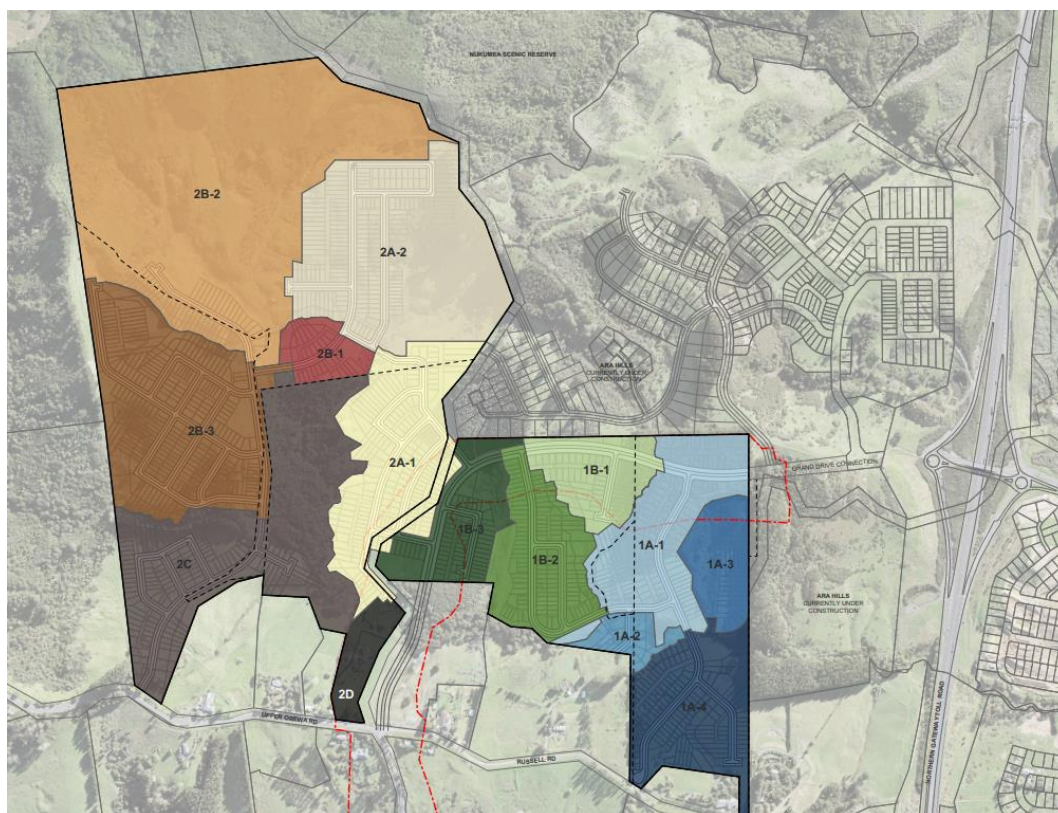 NUKUMEA SCENIC RESERVE
2B-2
2A-2
2B-1
ARA HILLS
CURRENTLY UNDER
CONSTRUCTION
2B-3
2A-1
1B-1
GRAND DRIVE CONNECTION
1B-3
1B-2
1A-1
1A-3
2C
ARA HILLS
CURRENTLY UNDER
CONSTRUCTION
1A-2
2D
1A-4
UPPER OREWA RD
RUSSELL RD
NORTHERN GATEWAY TOLL ROAD